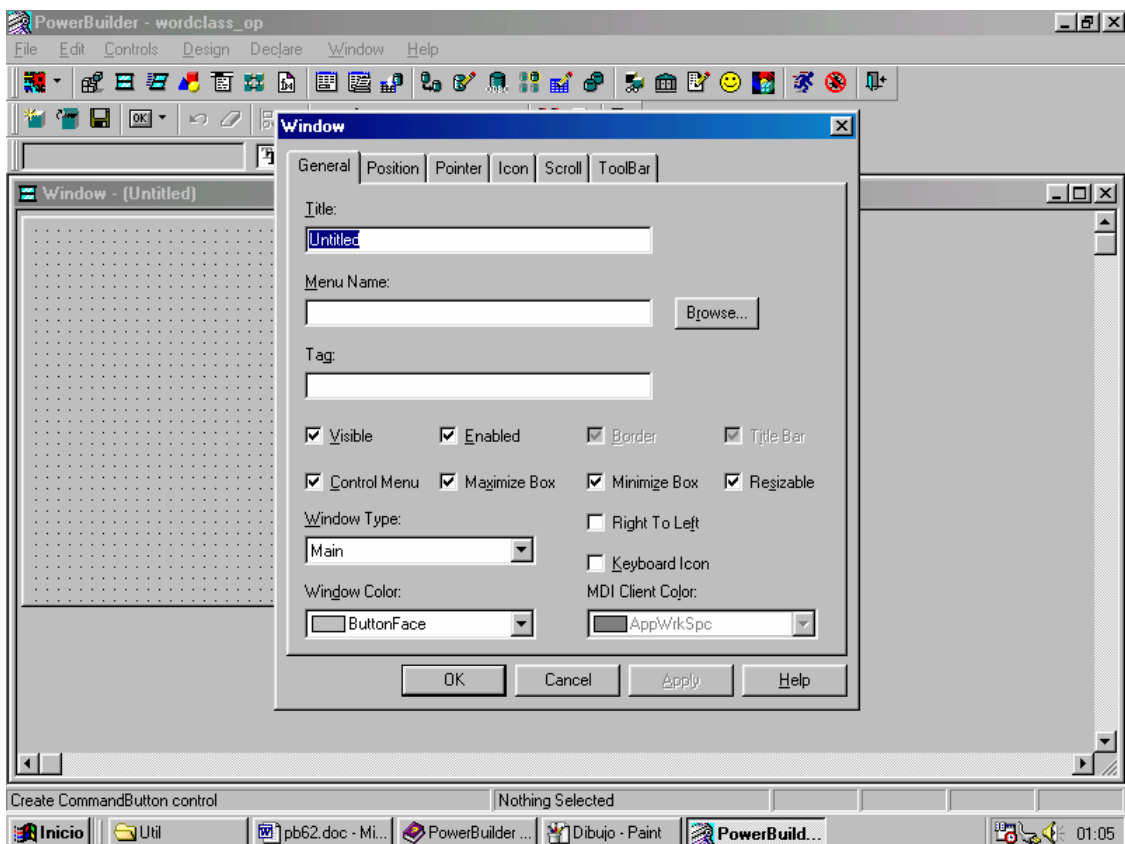 PowerBuilder - wordclass_op
File Edit Controls Design Declare Window Help
OK
Window
General Position Pointer Icon Scroll ToolBar
Window - (Untitled)
Title:
Untitled
Menu Name:
Browse...
Tag:
Visible Enabled Border Title Bar
Control Menu Maximize Box Minimize Box Resizable
Window Type: Right To Left
Main
Keyboard Icon
Window Color: MDI Client Color:
ButtonFace AppWrkSpc
OK Cancel Apply Help
Create CommandButton control Nothing Selected
Inicio Util pb62.doc - Mi... PowerBuilder ... Dibujo - Paint PowerBuild... 01:05